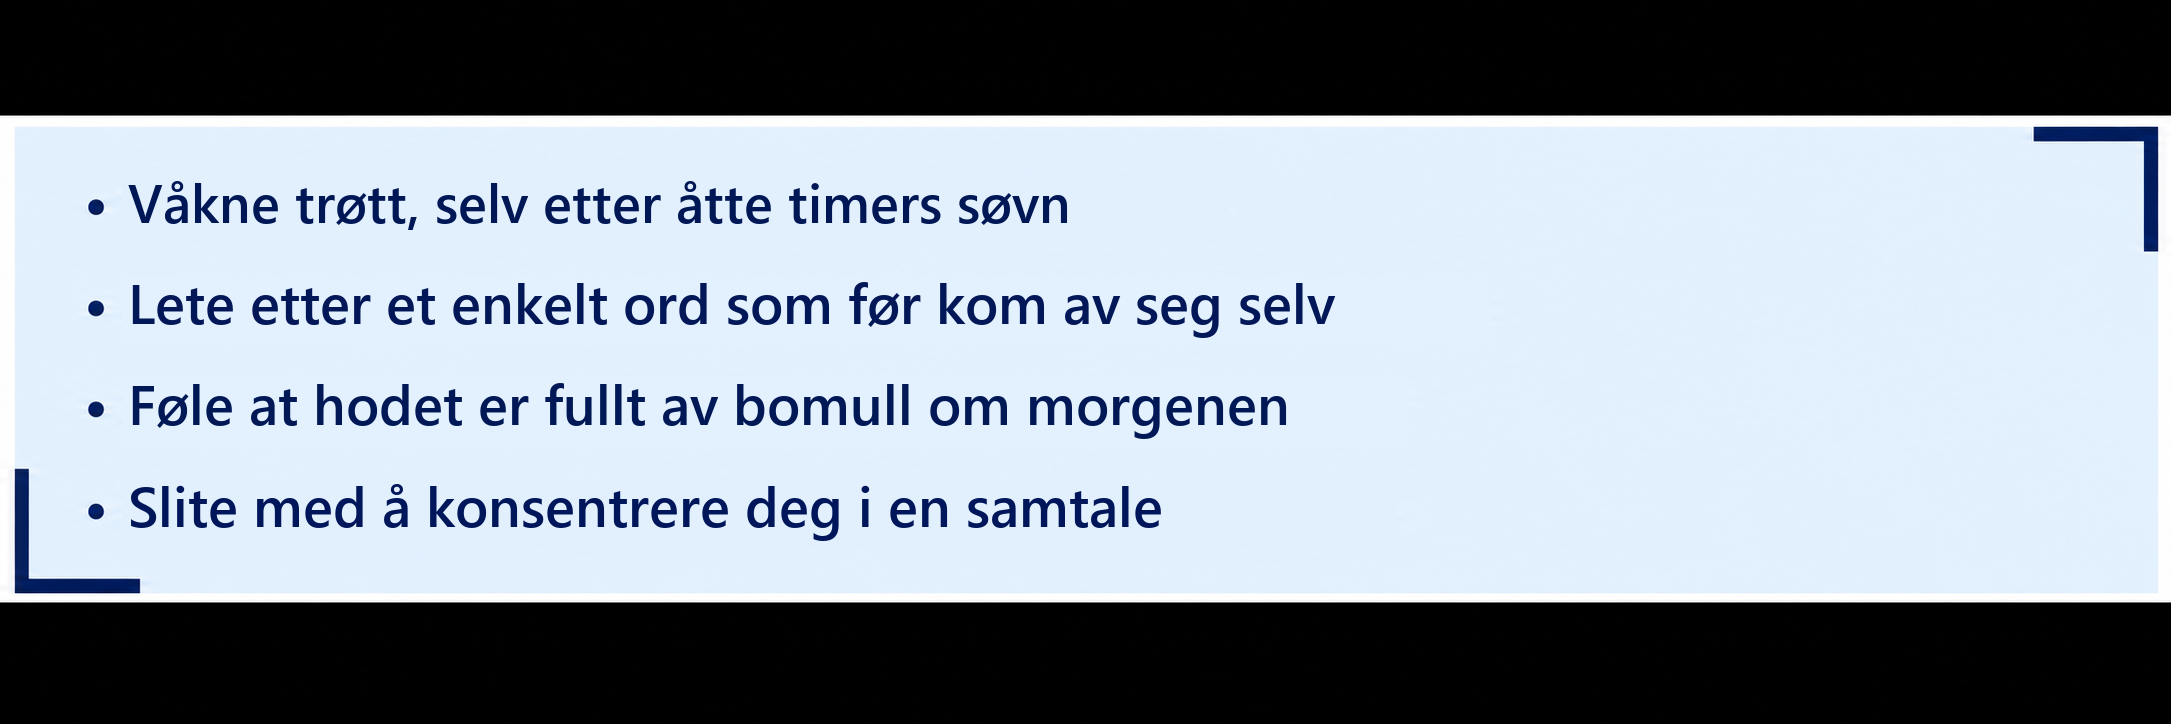 • Våkne trøtt, selv etter åtte timers søvn
• Lete etter et enkelt ord som før kom av seg selv
• Føle at hodet er fullt av bomull om morgenen
• Slite med å konsentrere deg i en samtale